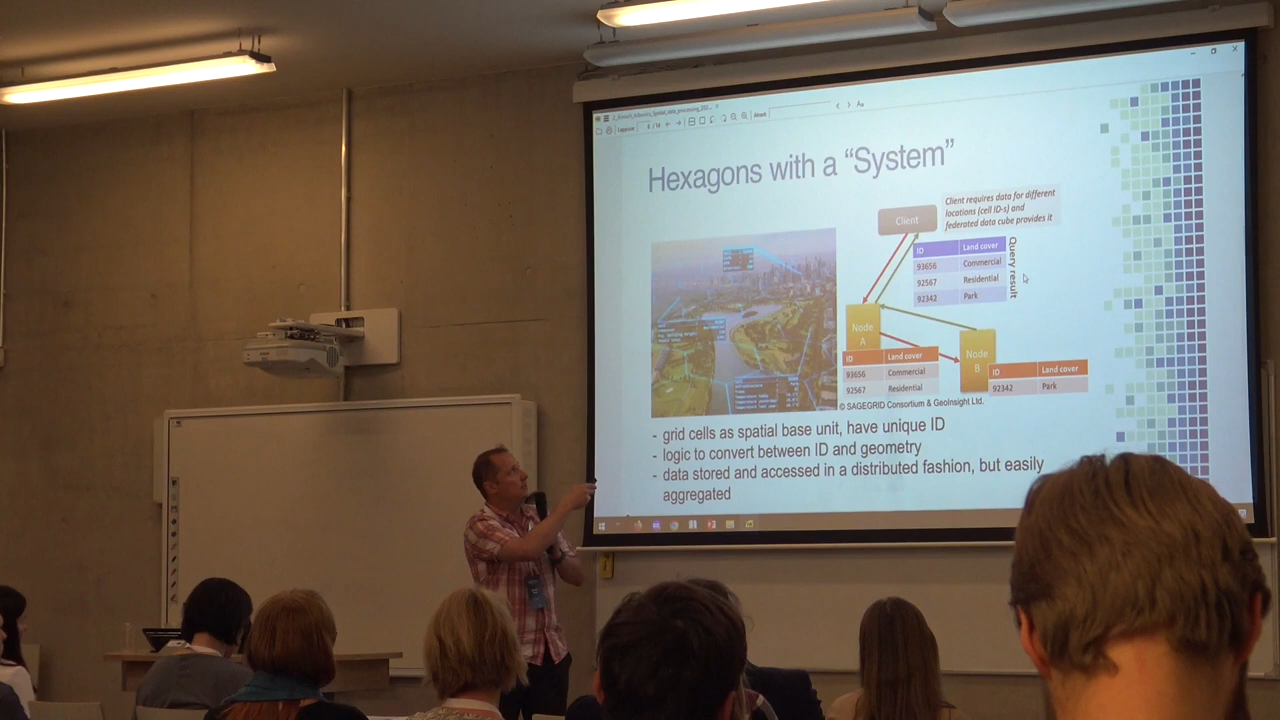 Hexagons with a “System”
Client
Client requires data for different
locations (cell ID-s) and
federated data cube provides it
ID Land cover
93656 Commercial
92567 Residential
92342 Park
Query result
Node
A
ID Land cover
93656 Commercial
92567 Residential
Node
B
ID Land cover
92342 Park
© SAGEGRID Consortium & GeoInsight Ltd.
- grid cells as spatial base unit, have unique ID
- logic to convert between ID and geometry
- data stored and accessed in a distributed fashion, but easily
aggregated